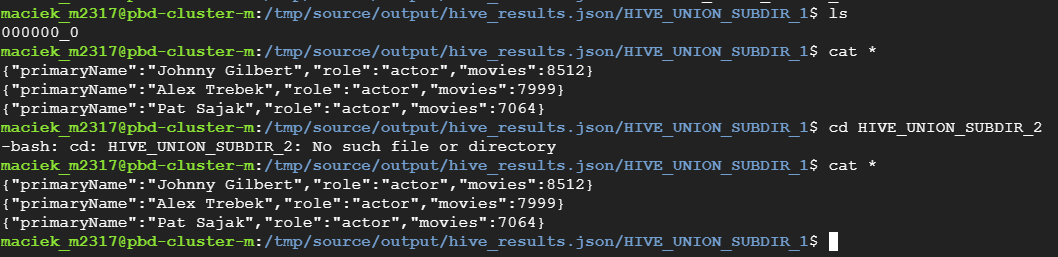 maciek_m2317@pbd-cluster-m:/tmp/source/output/hive_results.json/HIVE_UNION_SUBDIR_1$ ls
000000_0
maciek_m2317@pbd-cluster-m:/tmp/source/output/hive_results.json/HIVE_UNION_SUBDIR_1$ cat *
{"primaryName":"Johnny Gilbert","role":"actor","movies":8512}
{"primaryName":"Alex Trebek","role":"actor","movies":7999}
{"primaryName":"Pat Sajak","role":"actor","movies":7064}
maciek_m2317@pbd-cluster-m:/tmp/source/output/hive_results.json/HIVE_UNION_SUBDIR_1$ cd HIVE_UNION_SUBDIR_2
-bash: cd: HIVE_UNION_SUBDIR_2: No such file or directory
maciek_m2317@pbd-cluster-m:/tmp/source/output/hive_results.json/HIVE_UNION_SUBDIR_1$ cat *
{"primaryName":"Johnny Gilbert","role":"actor","movies":8512}
{"primaryName":"Alex Trebek","role":"actor","movies":7999}
{"primaryName":"Pat Sajak","role":"actor","movies":7064}
maciek_m2317@pbd-cluster-m:/tmp/source/output/hive_results.json/HIVE_UNION_SUBDIR_1$